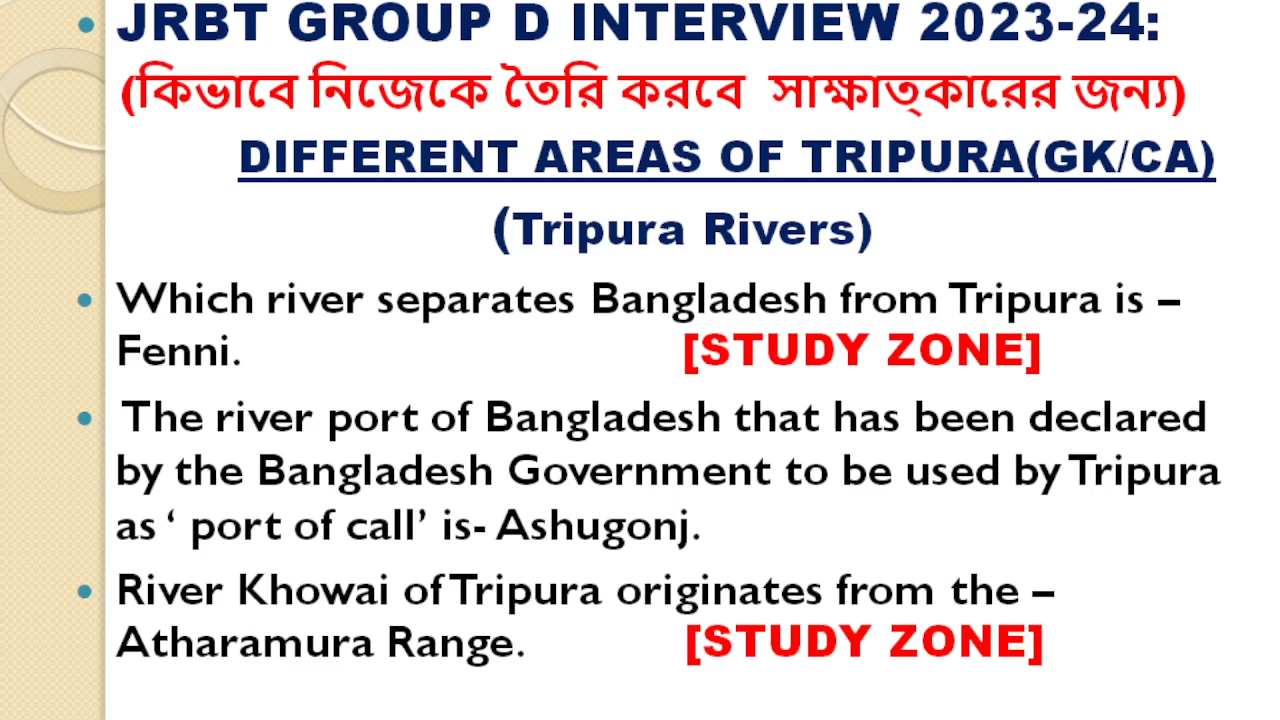 JRBT GROUP D INTERVIEW 2023-24:
(কিভাবে নিজেকে তৈরি করবে সাক্ষাত্কারের জন্য)
DIFFERENT AREAS OF TRIPURA(GK/CA)
(Tripura Rivers)
Which river separates Bangladesh from Tripura is –
Fenni. [STUDY ZONE]
The river port of Bangladesh that has been declared
by the Bangladesh Government to be used by Tripura
as ‘ port of call’ is- Ashugonj.
River Khowai of Tripura originates from the –
Atharamura Range. [STUDY ZONE]